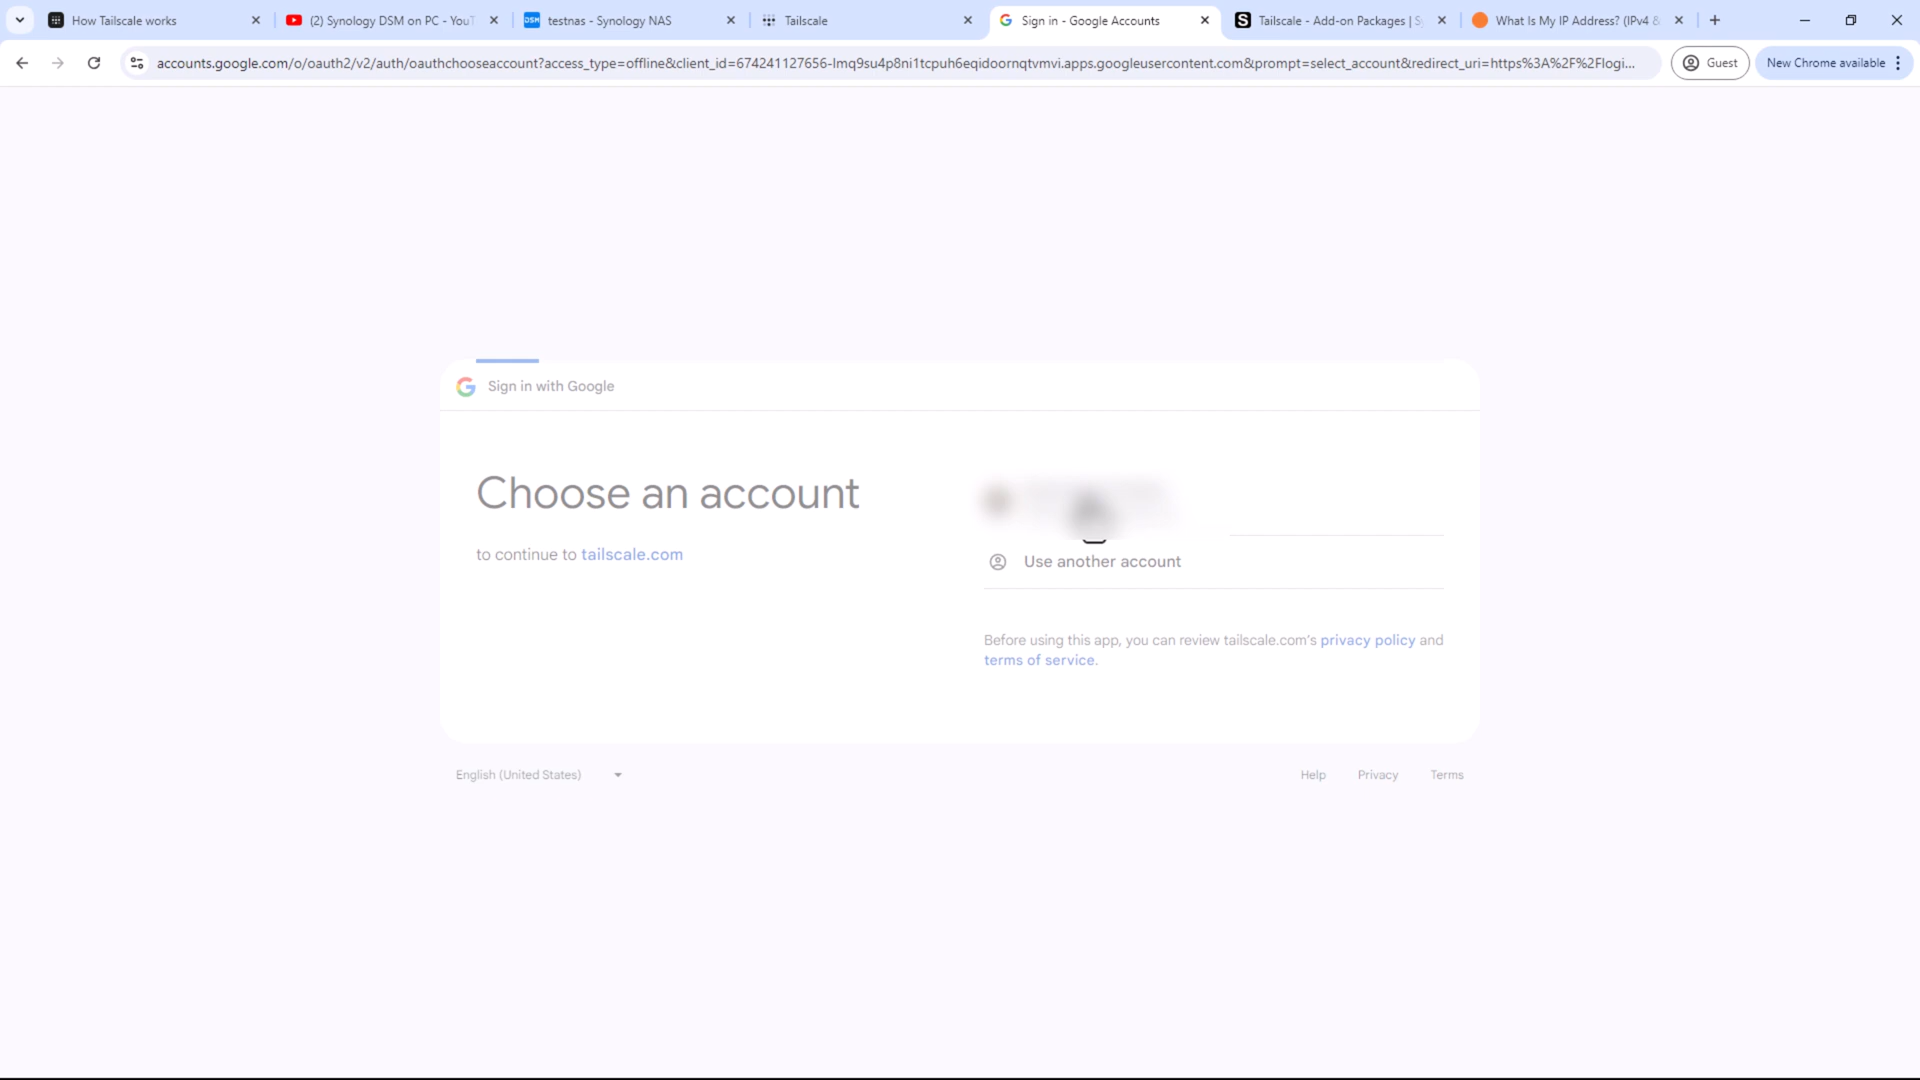 How Tailscale works
(2) Synology DSM on PC - YouT
DSM
testnas - Synology NAS
Tailscale
Sign in - Google Accounts
S
Tailscale - Add-on Packages | S
What Is My IP Address? (IPv4 &
accounts.google.com/o/oauth2/v2/auth/oauthchooseaccount?access_type=offline&client_id=674241127656-lmq9su4p8ni1tcpuh6eqidoornqtvmvi.apps.googleusercontent.com&prompt=select_account&redirect_uri=https%3A%2F%2Flogi...
Guest
New Chrome available
Sign in with Google
Choose an account
to continue to tailscale.com
Use another account
Before using this app, you can review tailscale.com's privacy policy and
terms of service.
English (United States)
Help
Privacy
Terms